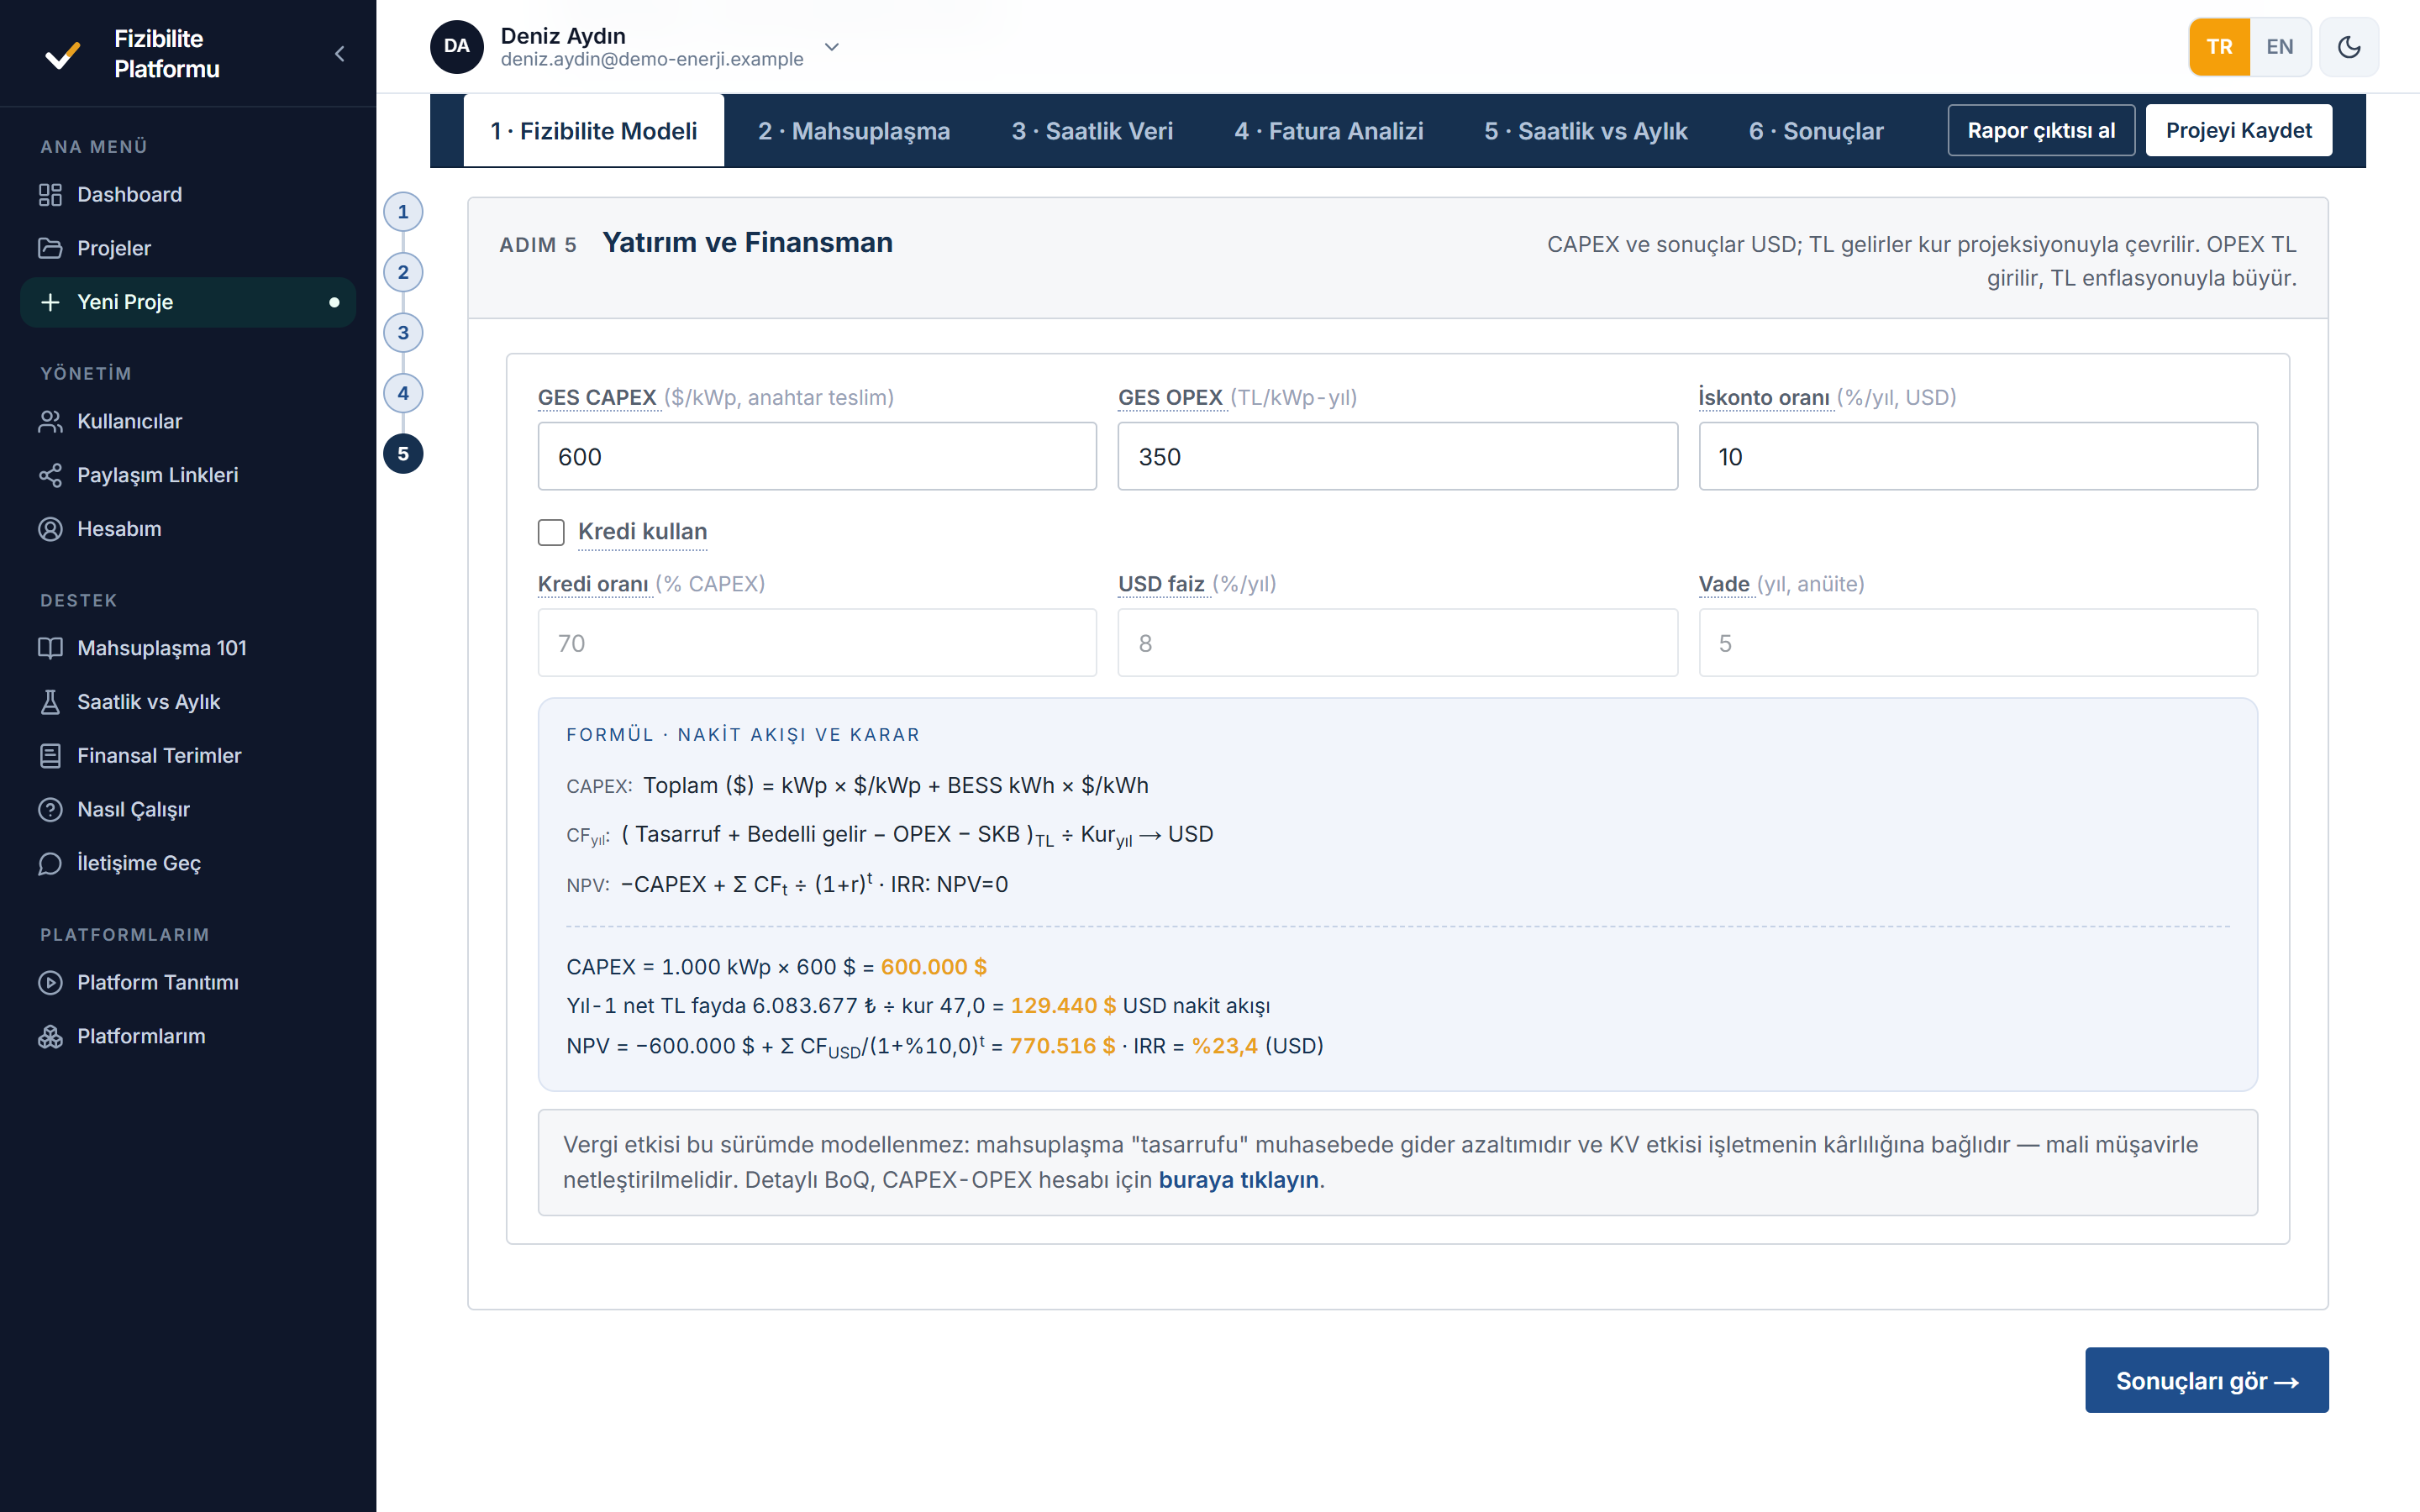 Fizibilite
Platformu
ANA MENÜ
Dashboard
Projeler
Yeni Proje
YÖNETİM
Kullanıcılar
Paylaşım Linkleri
Hesabım
DESTEK
Mahsuplaşma 101
Saatlik vs Aylık
Finansal Terimler
Nasıl Çalışır
İletişime Geç
PLATFORMLARIM
Platform Tanıtımı
Platformlarım
DA
Deniz Aydın
deniz.aydin@demo-enerji.example
TR
EN
1 · Fizibilite Modeli
2 · Mahsuplaşma
3 · Saatlik Veri
4 · Fatura Analizi
5 · Saatlik vs Aylık
6 · Sonuçlar
Rapor çıktısı al
Projeyi Kaydet
1
2
3
4
5
ADIM 5 Yatırım ve Finansman
CAPEX ve sonuçlar USD; TL gelirler kur projeksiyonuyla çevrilir. OPEX TL
girilir, TL enflasyonuyla büyür.
GES CAPEX ($/kWp, anahtar teslim)
600
GES OPEX (TL/kWp-yıl)
350
İskonto oranı (%/yıl, USD)
10
Kredi kullan
Kredi oranı (% CAPEX)
70
USD faiz (%/yıl)
8
Vade (yıl, anüite)
5
FORMÜL · NAKİT AKIŞI VE KARAR
CAPEX: Toplam ($) = kWp × $/kWp + BESS kWh × $/kWh
CFyıl: ( Tasarruf + Bedelli gelir − OPEX − SKB )TL ÷ Kuryıl → USD
NPV: −CAPEX + Σ CFt ÷ (1+r)^t · IRR: NPV=0
CAPEX = 1.000 kWp × 600 $ = 600.000 $
Yıl-1 net TL fayda 6.083.677 ₺ ÷ kur 47,0 = 129.440 $ USD nakit akışı
NPV = −600.000 $ + Σ CFUSD/(1+%10,0)^t = 770.516 $ · IRR = %23,4 (USD)
Vergi etkisi bu sürümde modellenmez: mahsuplaşma "tasarrufu" muhasebede gider azaltımıdır ve KV etkisi işletmenin kârlılığına bağlıdır — mali müşavirle
netleştirilmelidir. Detaylı BoQ, CAPEX-OPEX hesabı için buraya tıklayın.
Sonuçları gör →